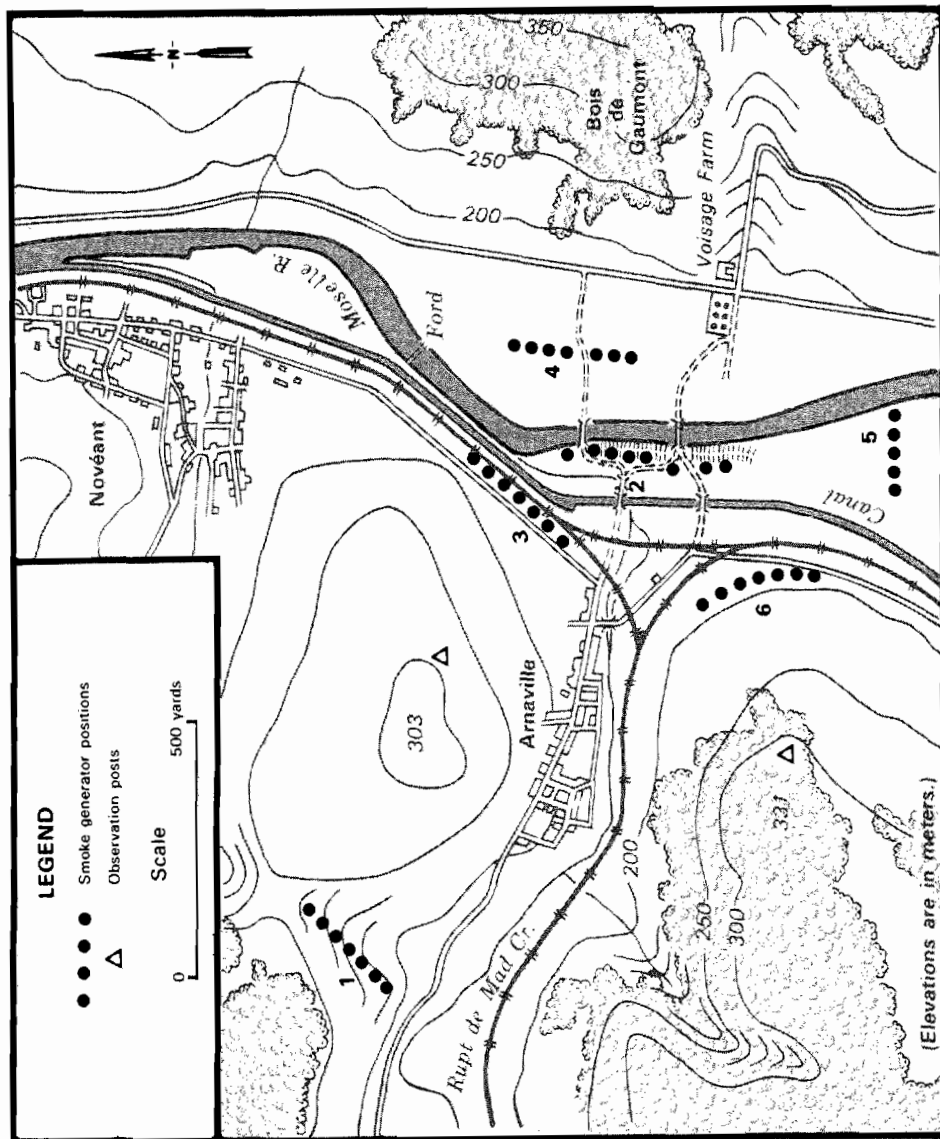 LEGEND
Smoke generator positions
Observation posts
Scale
0 500 yards
N
Novéant
Moselle R.
Ford
350
300
Bois
de
Gaumont
250
200
Voisage Farm
4
3
2
5
6
1
Canal
303
Arnaville
Rupt de Mad Cr.
200
250
300
331
(Elevations are in meters.)